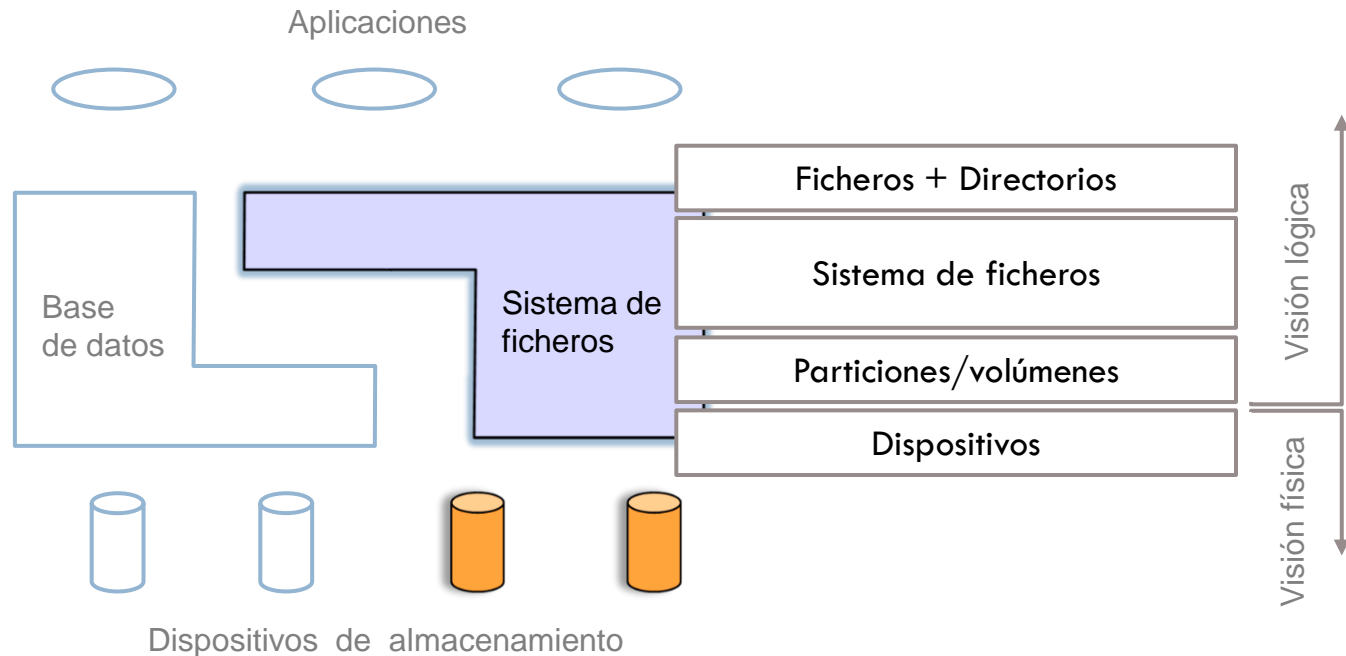 Aplicaciones
Ficheros + Directorios
Sistema de ficheros
Particiones/volúmenes
Dispositivos
Visión lógica
Visión física
Base
de datos
Sistema de
ficheros
Dispositivos de almacenamiento